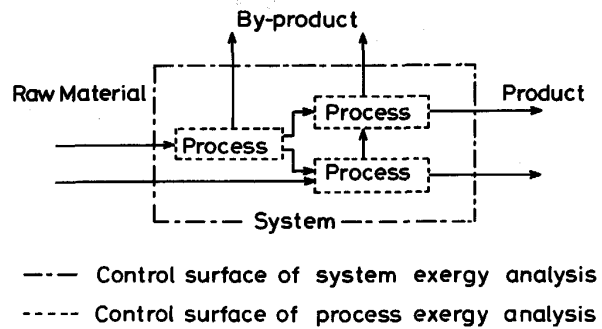 By-product
Raw Material
Process
Product
Process
Process
System
Control surface of system exergy analysis
Control surface of process exergy analysis